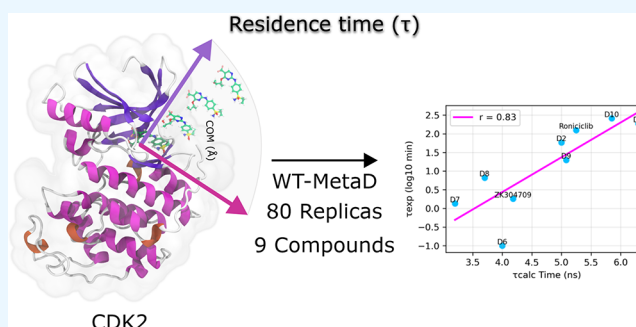 Residence time (τ)
COM (Å)
WT-MetaD
80 Replicas
9 Compounds
CDK2
r = 0.83
τexp (log10 min)
2.5
2.0
1.5
1.0
0.5
0.0
−0.5
−1.0
D10
Roniciclib
D2
D9
D8
ZK304709
D7
D6
3.5
4.0
4.5
5.0
5.5
6.0
τcalc Time (ns)